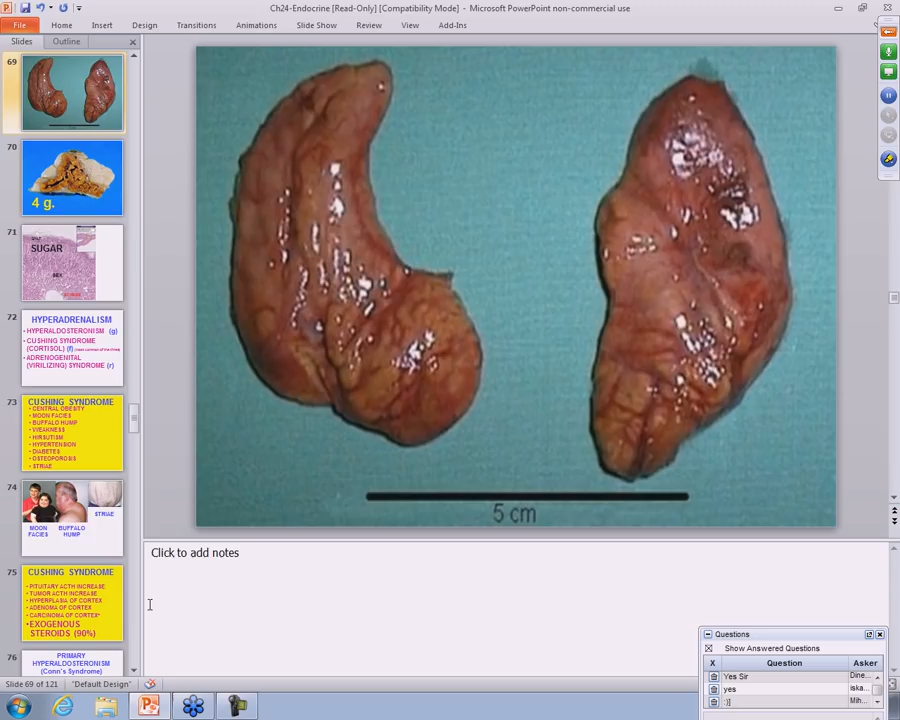 Ch24-Endocrine [Read-Only] [Compatibility Mode] - Microsoft PowerPoint non-commercial use
File Home Insert Design Transitions Animations Slide Show Review View Add-Ins
Slides Outline
69
70
4 g.
71
SALT
SUGAR
SEX
72
HYPERADRENALISM
• HYPERALDOSTERONISM (g)
• CUSHING SYNDROME
(CORTISOL) (f)
• ADRENOGENITAL
(VIRILIZING) SYNDROME (r)
73
CUSHING SYNDROME
• CENTRAL OBESITY
• MOON FACIES
• BUFFALO HUMP
• WEAKNESS
• HIRSUTISM
• HYPERTENSION
• DIABETES
• OSTEOPOROSIS
• STRIAE
74
STRIAE
MOON
FACIES
BUFFALO
HUMP
75
CUSHING SYNDROME
• PITUITARY ACTH INCREASE
• TUMOR ACTH INCREASE
• HYPERPLASIA OF CORTEX
• ADENOMA OF CORTEX
• CARCINOMA OF CORTEX*
• EXOGENOUS
STEROIDS (90%)
76
PRIMARY
HYPERALDOSTERONISM
(Conn's Syndrome)
5 cm
Click to add notes
Questions
Show Answered Questions
X Question Asker
Yes Sir Dine...
yes iska...
:)] Mih...
Slide 69 of 121 "Default Design"